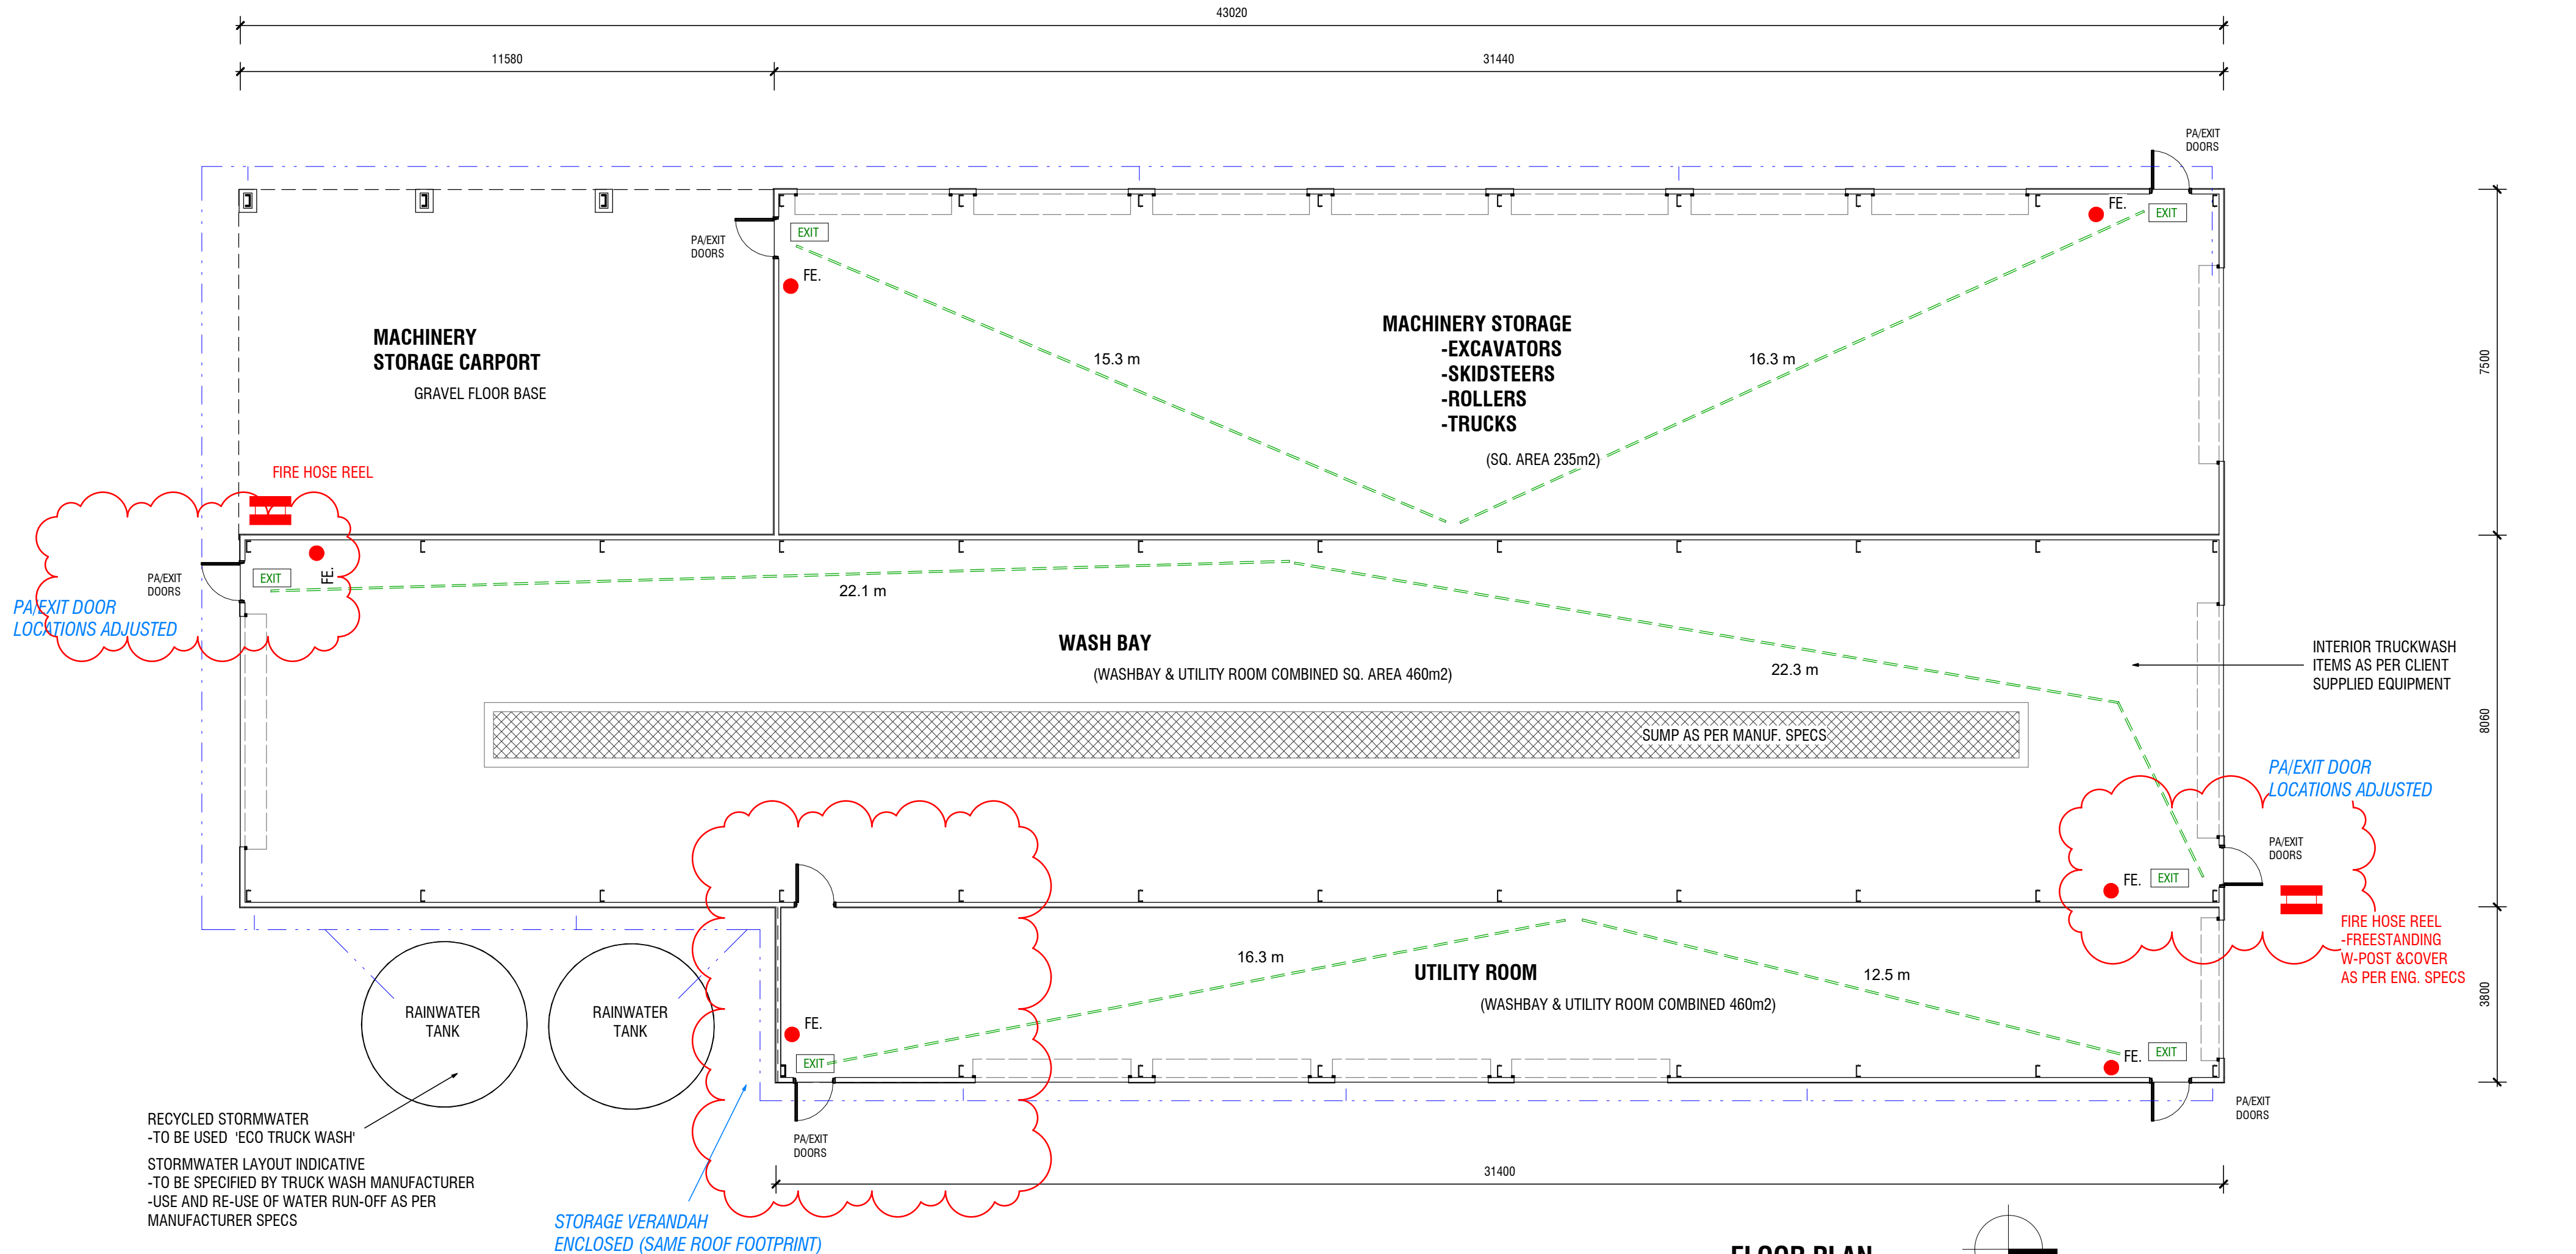 43020
11580
31440
PA/EXIT
DOORS
EXIT
FE.
EXIT
PA/EXIT
DOORS
FE.
MACHINERY
STORAGE CARPORT
GRAVEL FLOOR BASE
MACHINERY STORAGE
-EXCAVATORS
-SKIDSTEERS
-ROLLERS
-TRUCKS
(SQ. AREA 235m2)
15.3 m
16.3 m
7500
FIRE HOSE REEL
PA/EXIT
DOORS
EXIT
FE.
PA/EXIT DOOR
LOCATIONS ADJUSTED
22.1 m
WASH BAY
(WASHBAY & UTILITY ROOM COMBINED SQ. AREA 460m2)
22.3 m
INTERIOR TRUCKWASH
ITEMS AS PER CLIENT
SUPPLIED EQUIPMENT
SUMP AS PER MANUF. SPECS
8060
PA/EXIT DOOR
LOCATIONS ADJUSTED
PA/EXIT
DOORS
FE.
EXIT
FIRE HOSE REEL
-FREESTANDING
W-POST &COVER
AS PER ENG. SPECS
16.3 m
UTILITY ROOM
(WASHBAY & UTILITY ROOM COMBINED 460m2)
12.5 m
3800
RAINWATER
TANK
RAINWATER
TANK
FE.
EXIT
FE.
EXIT
PA/EXIT
DOORS
PA/EXIT
DOORS
RECYCLED STORMWATER
-TO BE USED 'ECO TRUCK WASH'
STORMWATER LAYOUT INDICATIVE
-TO BE SPECIFIED BY TRUCK WASH MANUFACTURER
-USE AND RE-USE OF WATER RUN-OFF AS PER
MANUFACTURER SPECS
31400
STORAGE VERANDAH
ENCLOSED (SAME ROOF FOOTPRINT)
FLOOR PLAN